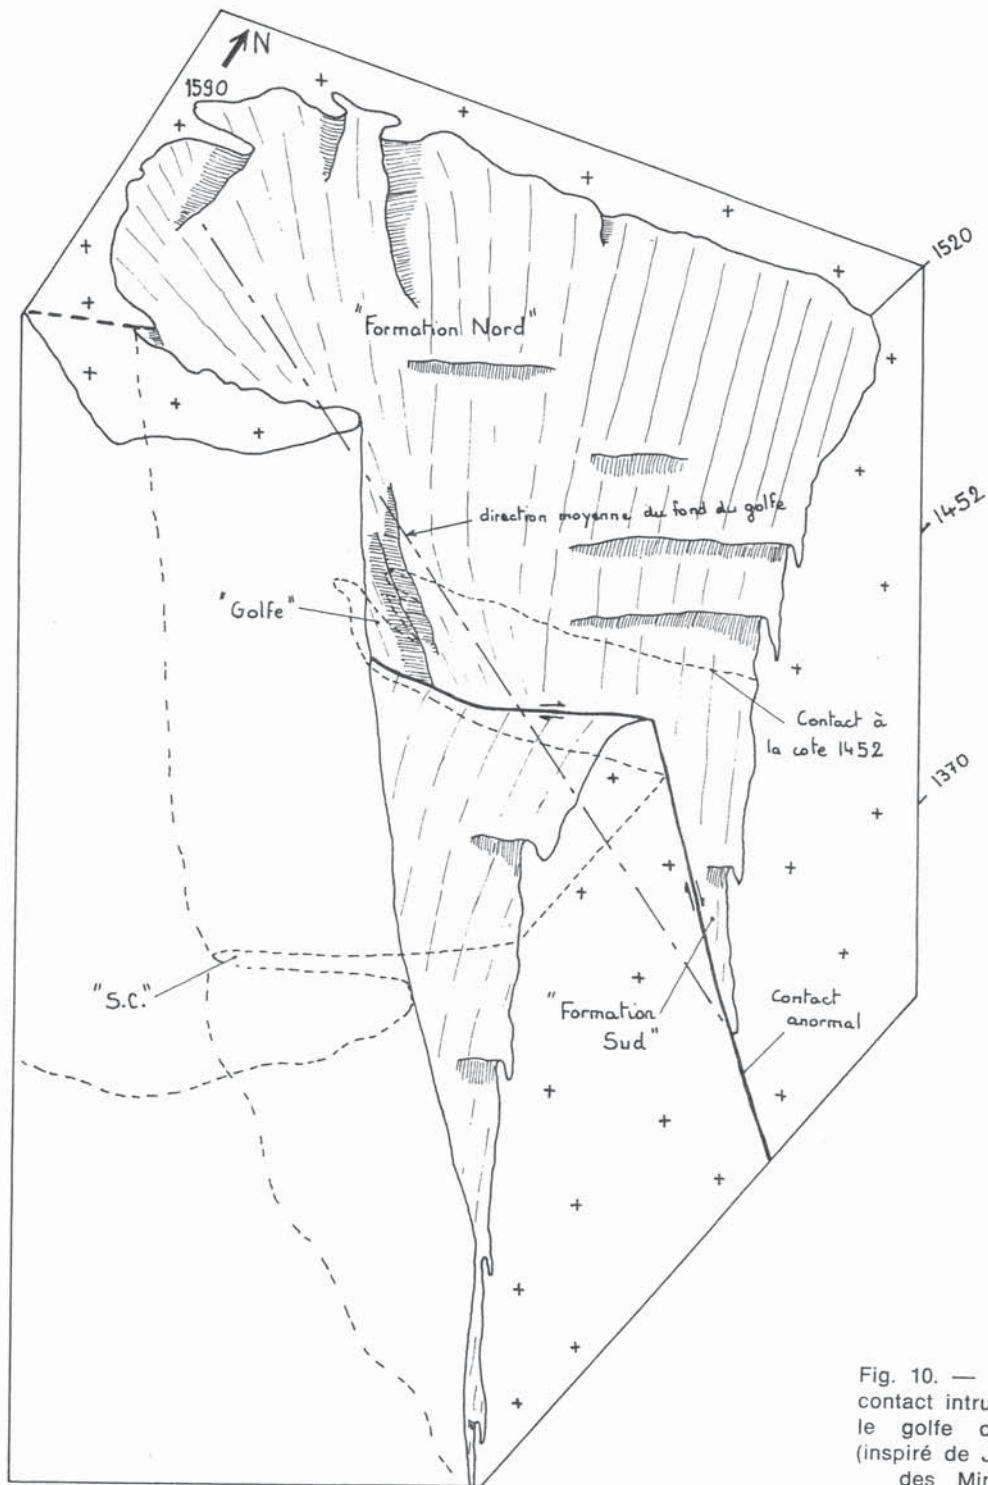 N
1590
1520
"Formation Nord"
1452
direction moyenne du fond du golfe
"Golfe"
Contact à
la cote 1452
1370
"S.C."
"Formation
Sud"
Contact
anormal
Fig. 10. —
contact intru
le golfe d
(inspiré de J
des Min